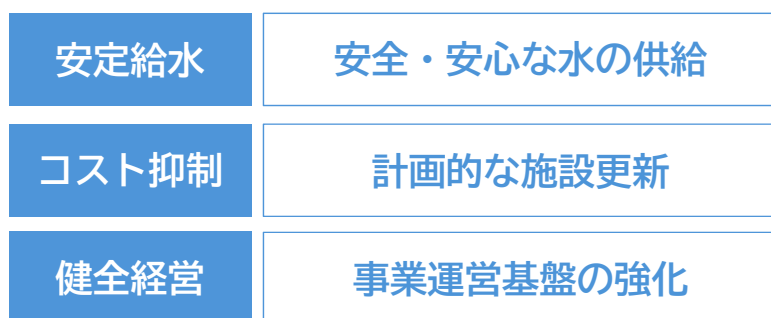 安定給水
安全・安心な水の供給
コスト抑制
計画的な施設更新
健全経営
事業運営基盤の強化